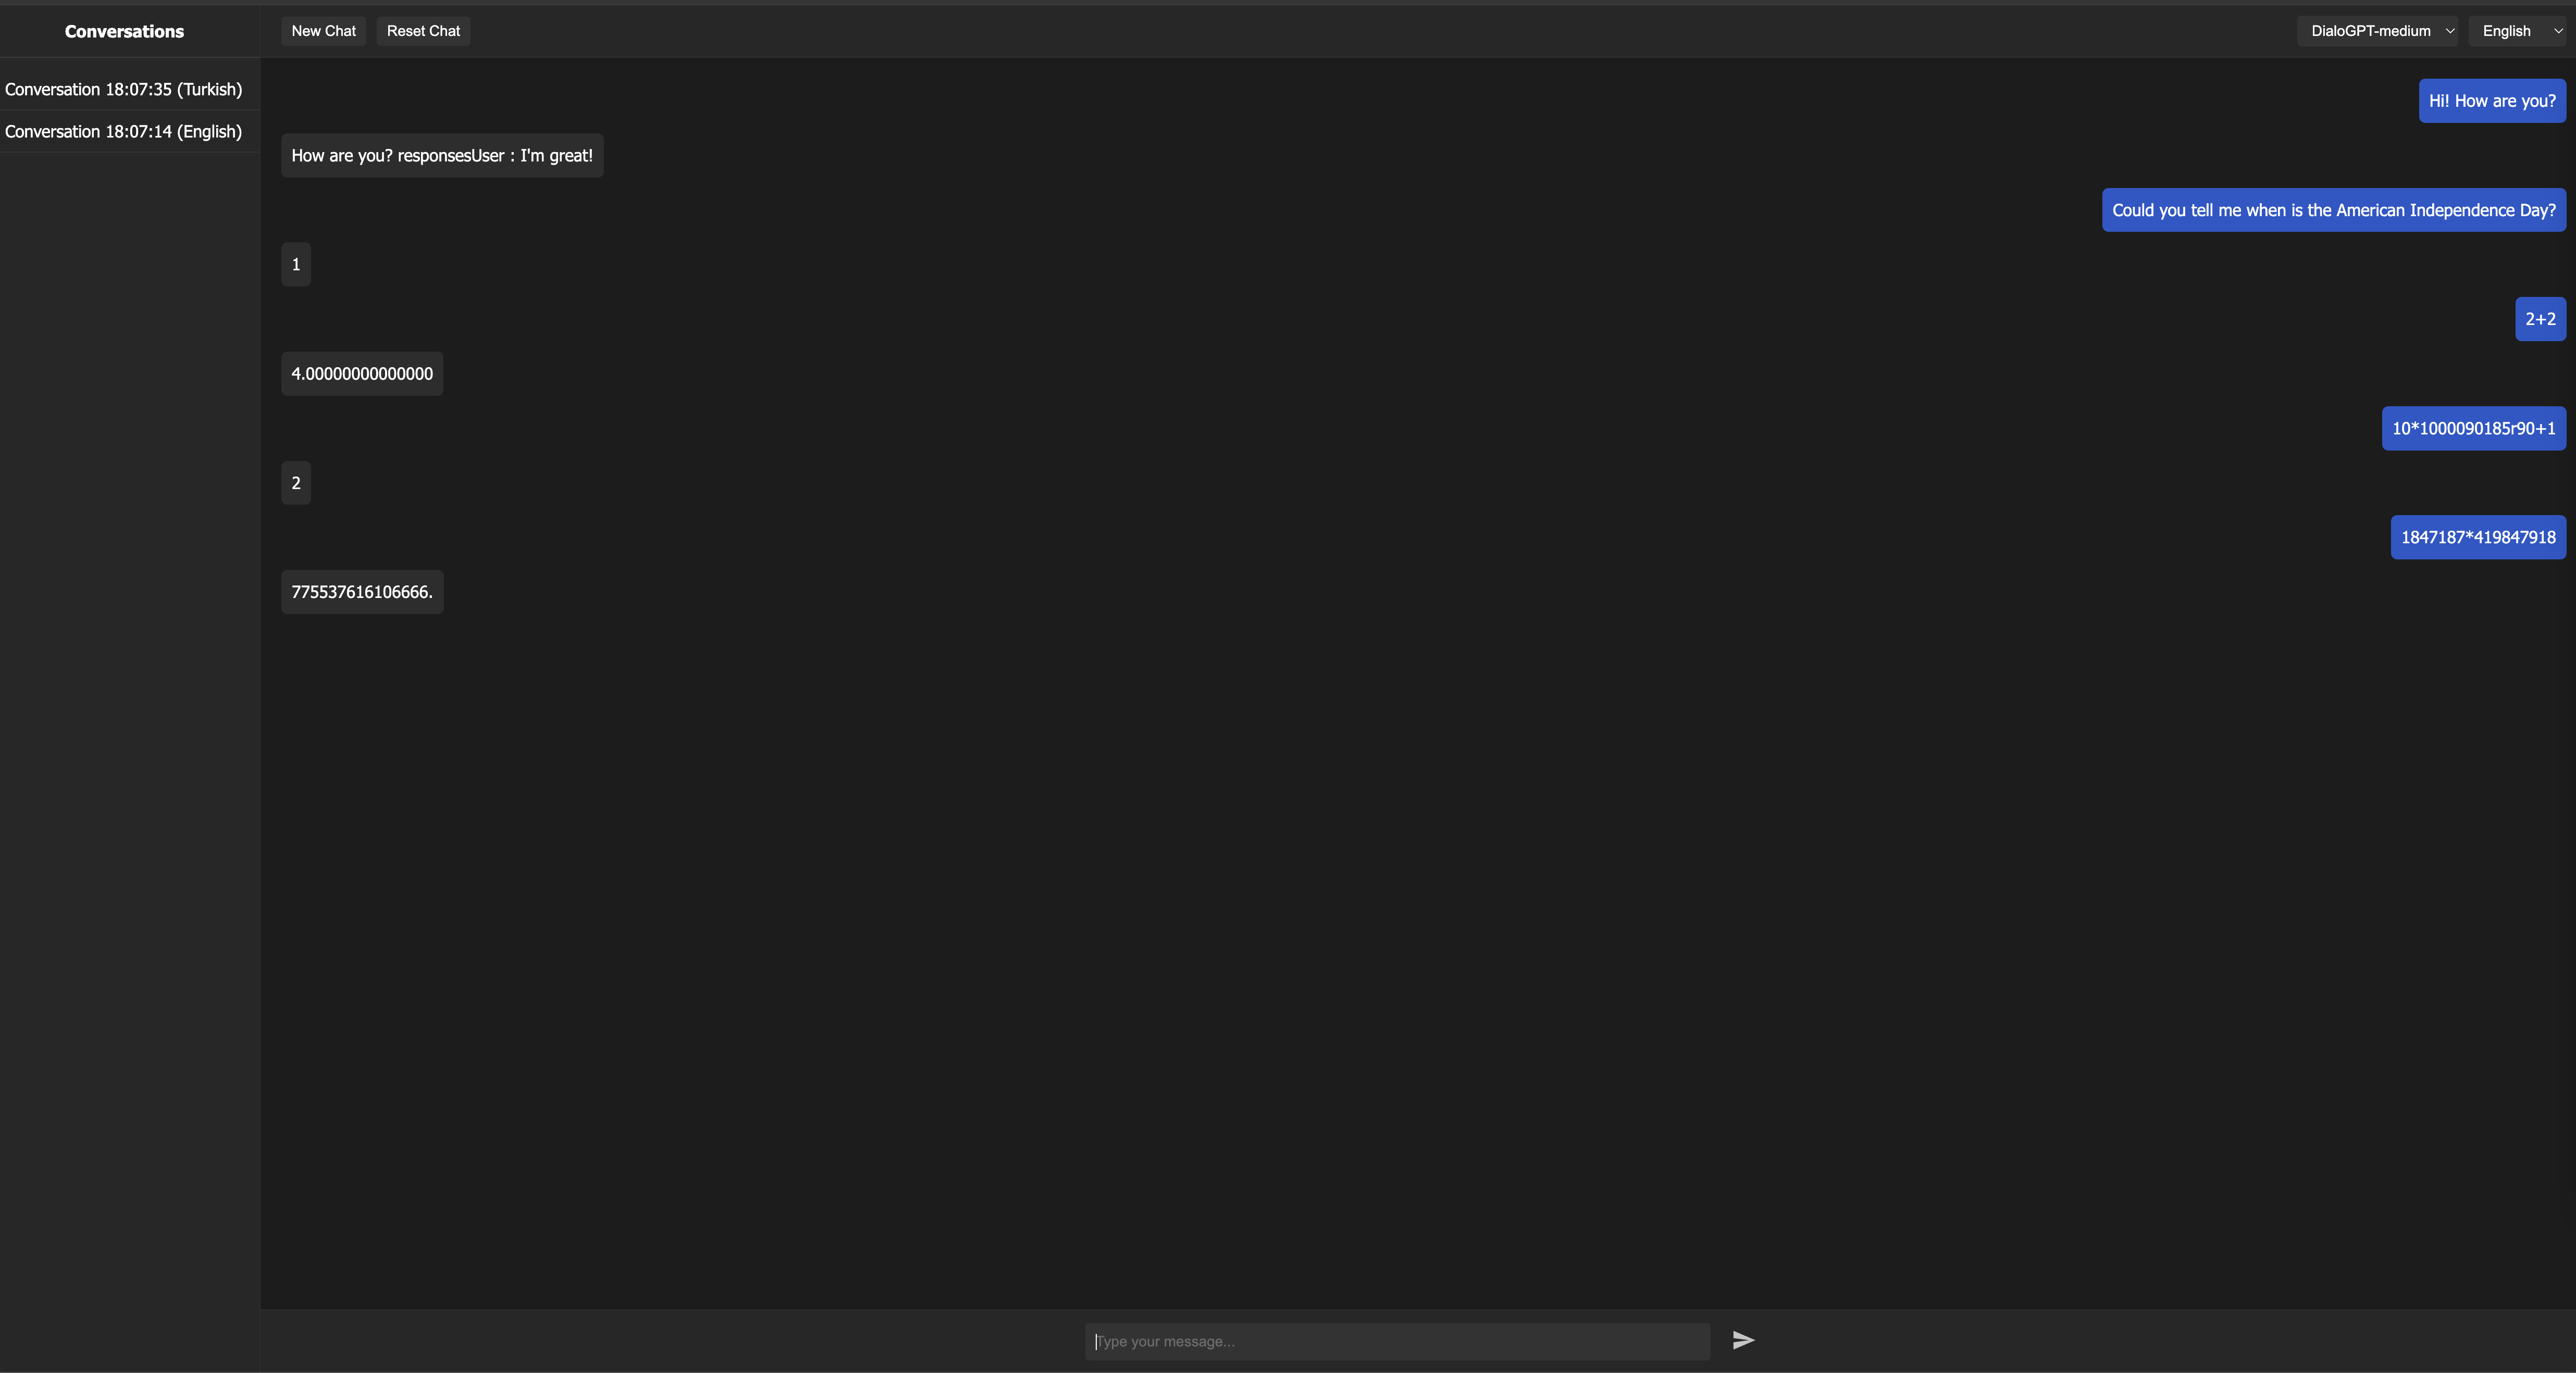 Conversations
New Chat
Reset Chat
DialoGPT-medium
English
Conversation 18:07:35 (Turkish)
Conversation 18:07:14 (English)
Hi! How are you?
How are you? responsesUser : I'm great!
Could you tell me when is the American Independence Day?
1
2+2
4.00000000000000
10*1000090185r90+1
2
1847187*419847918
775537616106666.
Type your message...